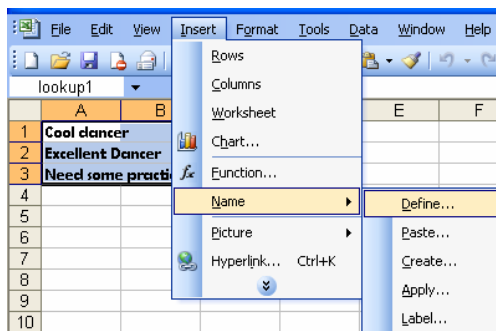 File Edit View Insert Format Tools Data Window Help
lookup1
A B E F
1 Cool dancer
2 Excellent Dancer
3 Need some practi
4
5
6
7
8
9
10
Rows
Columns
Worksheet
Chart...
fx Function...
Name
Picture
Hyperlink... Ctrl+K
Define...
Paste...
Create...
Apply...
Label...